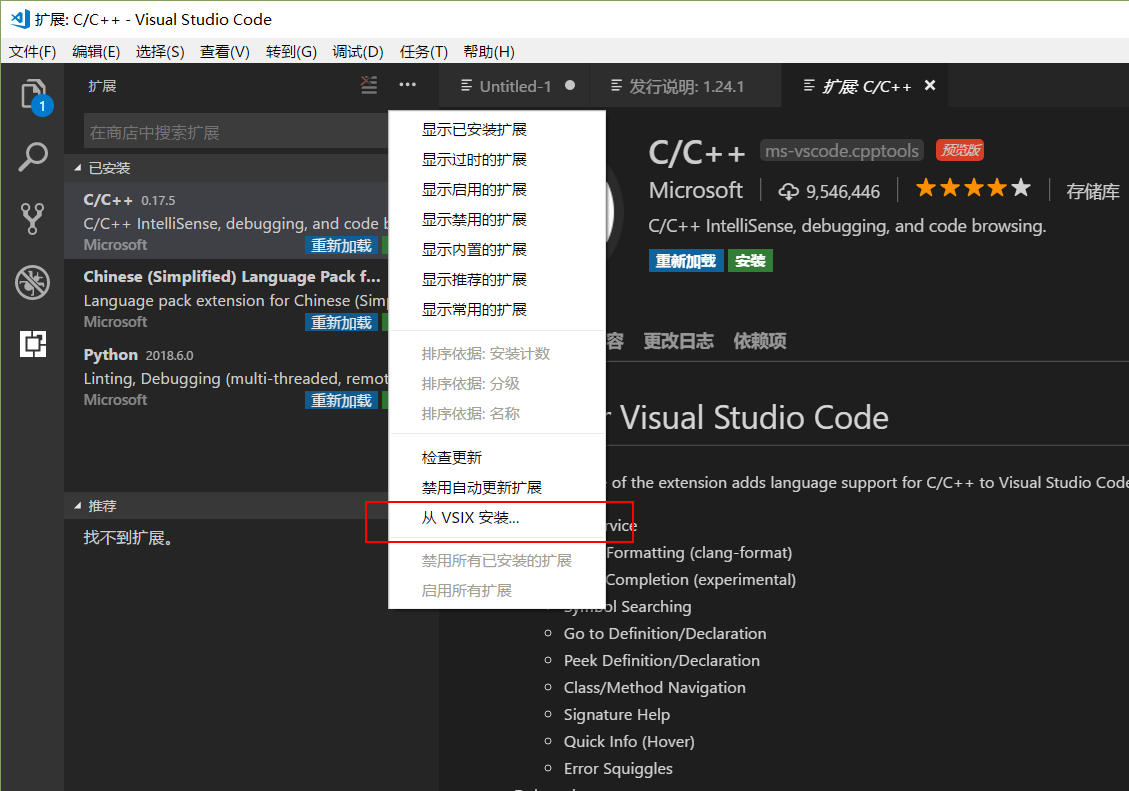 扩展: C/C++ - Visual Studio Code
文件(F) 编辑(E) 选择(S) 查看(V) 转到(G) 调试(D) 任务(T) 帮助(H)
1
扩展
在商店中搜索扩展
已安装
C/C++ 0.17.5
C/C++ IntelliSense, debugging, and code b
Microsoft 重新加载
Chinese (Simplified) Language Pack f...
Language pack extension for Chinese (Sim
Microsoft 重新加载
Python 2018.6.0
Linting, Debugging (multi-threaded, remot
Microsoft 重新加载
推荐
找不到扩展。
显示已安装扩展
显示过时的扩展
显示启用的扩展
显示禁用的扩展
显示内置的扩展
显示推荐的扩展
显示常用的扩展
排序依据: 安装计数
排序依据: 分级
排序依据: 名称
检查更新
禁用自动更新扩展
从 VSIX 安装...
禁用所有已安装的扩展
启用所有扩展
Untitled-1 发行说明: 1.24.1 扩展: C/C++
C/C++ ms-vscode.cpptools 预览版
Microsoft 9,546,446 存储库
C/C++ IntelliSense, debugging, and code browsing.
重新加载 安装
容 更改日志 依赖项
r Visual Studio Code
of the extension adds language support for C/C++ to Visual Studio Code
rvice
Formatting (clang-format)
Completion (experimental)
Symbol Searching
Go to Definition/Declaration
Peek Definition/Declaration
Class/Method Navigation
Signature Help
Quick Info (Hover)
Error Squiggles